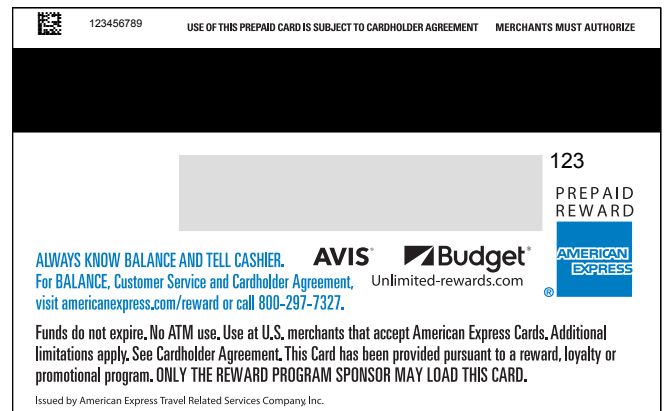 123456789 USE OF THIS PREPAID CARD IS SUBJECT TO CARDHOLDER AGREEMENT MERCHANTS MUST AUTHORIZE
123
PREPAID
REWARD
AMERICAN
EXPRESS
®
AVIS® Budget®
Unlimited-rewards.com
ALWAYS KNOW BALANCE AND TELL CASHIER.
For BALANCE, Customer Service and Cardholder Agreement,
visit americanexpress.com/reward or call 800-297-7327.
Funds do not expire. No ATM use. Use at U.S. merchants that accept American Express Cards. Additional
limitations apply. See Cardholder Agreement. This Card has been provided pursuant to a reward, loyalty or
promotional program. ONLY THE REWARD PROGRAM SPONSOR MAY LOAD THIS CARD.
Issued by American Express Travel Related Services Company, Inc.